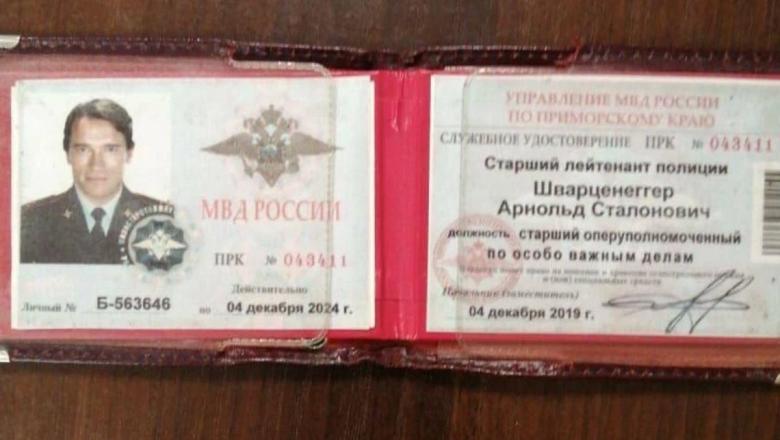 МВД РОССИИ
ПРК № 043411
Действительно
Личный № Б-563646 по 04 декабря 2024 г.
УПРАВЛЕНИЕ МВД РОССИИ
ПО ПРИМОРСКОМУ КРАЮ
СЛУЖЕБНОЕ УДОСТОВЕРЕНИЕ ПРК № 043411
Старший лейтенант полиции
Шварценеггер
Арнольд Сталонович
должность старший оперуполномоченный
по особо важным делам
Начальник (заместитель)
04 декабря 2019 г.